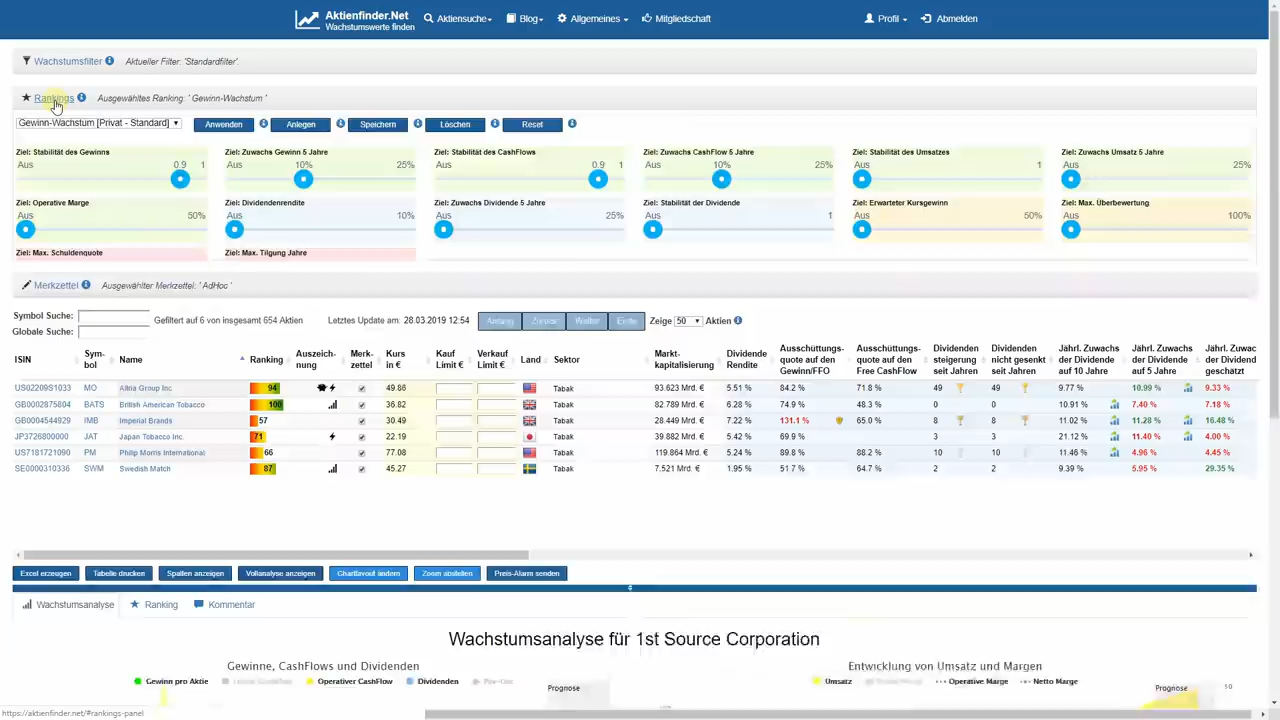 Aktienfinder.Net
Wachstumswerte finden
Aktiensuche
Blog
Allgemeines
Mitgliedschaft
Profil
Abmelden
Wachstumsfilter Aktueller Filter: 'Standardfilter'.
Rankings Ausgewähltes Ranking: ' Gewinn-Wachstum '
Gewinn-Wachstum [Privat - Standard] Anwenden Anlegen Speichern Löschen Reset
Ziel: Stabilität des Gewinns Ziel: Zuwachs Gewinn 5 Jahre Ziel: Stabilität des CashFlows Ziel: Zuwachs CashFlow 5 Jahre Ziel: Stabilität des Umsatzes Ziel: Zuwachs Umsatz 5 Jahre
Aus 0.9 1 Aus 10% 25% Aus 0.9 1 Aus 10% 25% Aus 1 Aus 25%
Ziel: Operative Marge Ziel: Dividendenrendite Ziel: Zuwachs Dividende 5 Jahre Ziel: Stabilität der Dividende Ziel: Erwarteter Kursgewinn Ziel: Max. Überbewertung
Aus 50% Aus 10% Aus 25% Aus 1 Aus 50% Aus 100%
Ziel: Max. Schuldenquote Ziel: Max. Tilgung Jahre
Merkzettel Ausgewählter Merkzettel: ' AdHoc '
Symbol Suche:
Globale Suche:
Gefiltert auf 6 von insgesamt 654 Aktien Letztes Update am: 28.03.2019 12:54 Anfang Zurück Weiter Ende Zeige 50 Aktien
ISIN Sym-bol Name Ranking Auszeich-nung Merk-zettel Kurs in € Kauf Limit € Verkauf Limit € Land Sektor Markt-kapitalisierung Dividende Rendite Ausschüttungs-quote auf den Gewinn/FFO Ausschüttungs-quote auf den Free CashFlow Dividenden steigerung seit Jahren Dividenden nicht gesenkt seit Jahren Jährl. Zuwachs der Dividende auf 10 Jahre Jährl. Zuwachs der Dividende auf 5 Jahre Jährl. Zuwachs der Dividende geschätzt
US02209S1033 MO Altria Group Inc. 94 49.86 Tabak 93.623 Mrd. € 5.51 % 84.2 % 71.8 % 49 49 9.77 % 10.99 % 9.33 %
GB0002875804 BATS British American Tobacco 100 36.82 Tabak 82.789 Mrd. € 6.28 % 74.9 % 48.3 % 0 0 10.91 % 7.40 % 7.18 %
GB0004544929 IMB Imperial Brands 57 30.49 Tabak 28.449 Mrd. € 7.22 % 131.1 % 65.0 % 8 8 11.02 % 11.28 % 16.48 %
JP3726800000 JAT Japan Tobacco Inc. 71 22.19 Tabak 39.882 Mrd. € 5.42 % 69.9 % 3 3 21.12 % 11.40 % 4.00 %
US7181721090 PM Philip Morris International 66 77.08 Tabak 119.864 Mrd. € 5.24 % 89.8 % 88.2 % 10 10 11.46 % 4.96 % 4.45 %
SE0000310336 SWM Swedish Match 87 45.27 Tabak 7.521 Mrd. € 1.95 % 51.7 % 64.7 % 2 2 9.39 % 5.95 % 29.35 %
Excel erzeugen Tabelle drucken Spalten anzeigen Vollanalyse anzeigen Chartlayout ändern Zoom abstellen Preis-Alarm senden
Wachstumsanalyse Ranking Kommentar
Wachstumsanalyse für 1st Source Corporation
Gewinne, CashFlows und Dividenden Entwicklung von Umsatz und Margen
Gewinn pro Aktie Operativer CashFlow Dividenden Umsatz Operative Marge Netto Marge
Prognose Prognose
https://aktienfinder.net/#rankings-panel